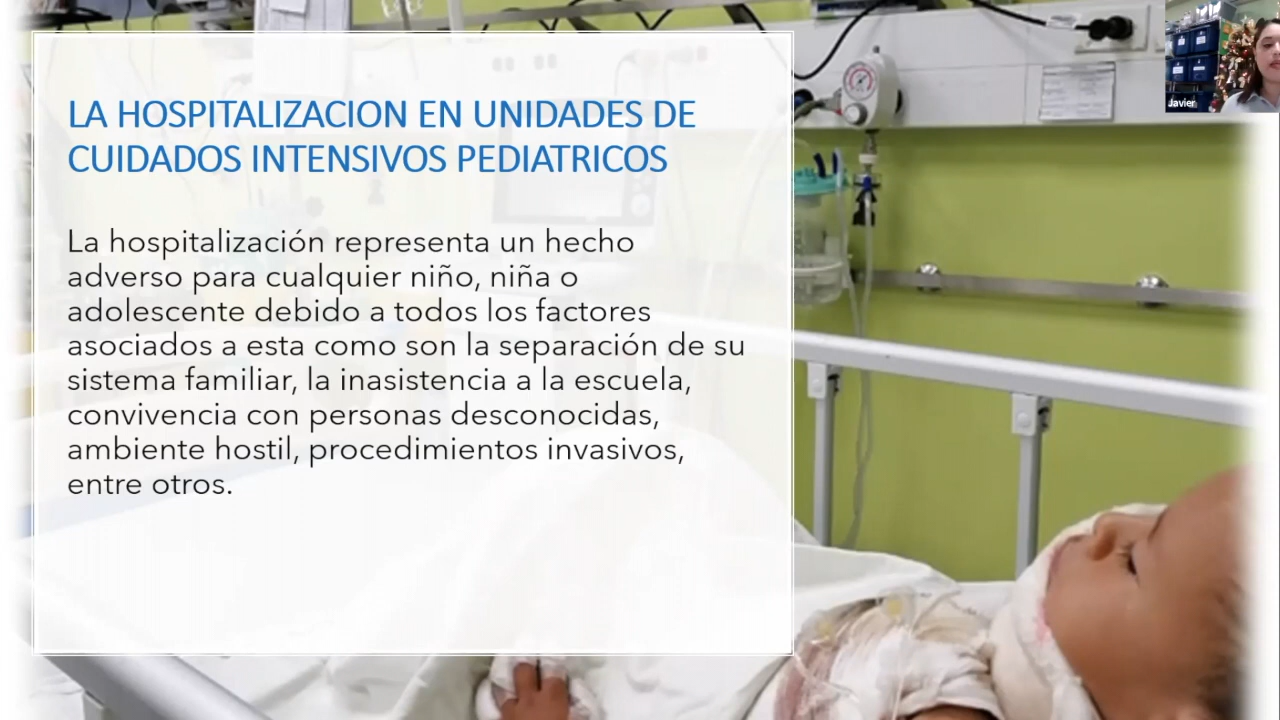 LA HOSPITALIZACION EN UNIDADES DE
CUIDADOS INTENSIVOS PEDIATRICOS
La hospitalización representa un hecho
adverso para cualquier niño, niña o
adolescente debido a todos los factores
asociados a esta como son la separación de su
sistema familiar, la inasistencia a la escuela,
convivencia con personas desconocidas,
ambiente hostil, procedimientos invasivos,
entre otros.
Javier